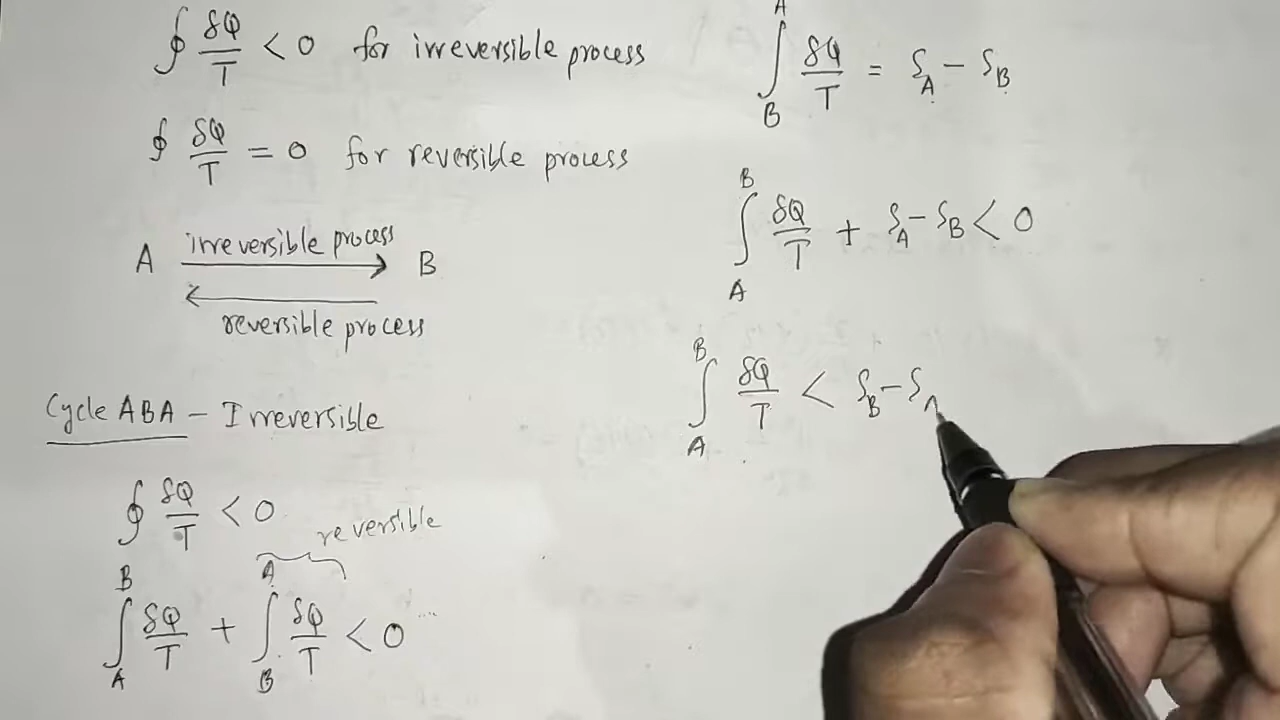 ∮ δQ/T < 0 for irreversible process
∮ δQ/T = 0 for reversible process
A irreversible process B
reversible process
Cycle ABA - Irreversible
∮ δQ/T < 0
reversible
∫_A^B δQ/T + ∫_B^A δQ/T < 0
∫_B^A δQ/T = S_A - S_B
∫_A^B δQ/T + S_A - S_B < 0
∫_A^B δQ/T < S_B - S